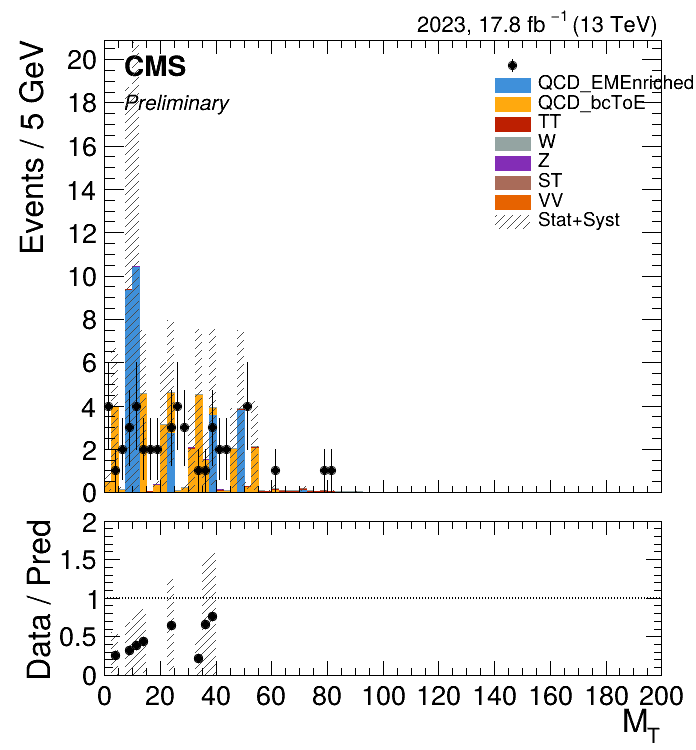 2023, 17.8 fb⁻¹ (13 TeV)
Events / 5 GeV
20
18
16
14
12
10
8
6
4
2
0
CMS
Preliminary
QCD_EMEnriched
QCD_bcToE
TT
W
Z
ST
VV
Stat+Syst
Data / Pred
2
1.5
1
0.5
0
0 20 40 60 80 100 120 140 160 180 200
M_T